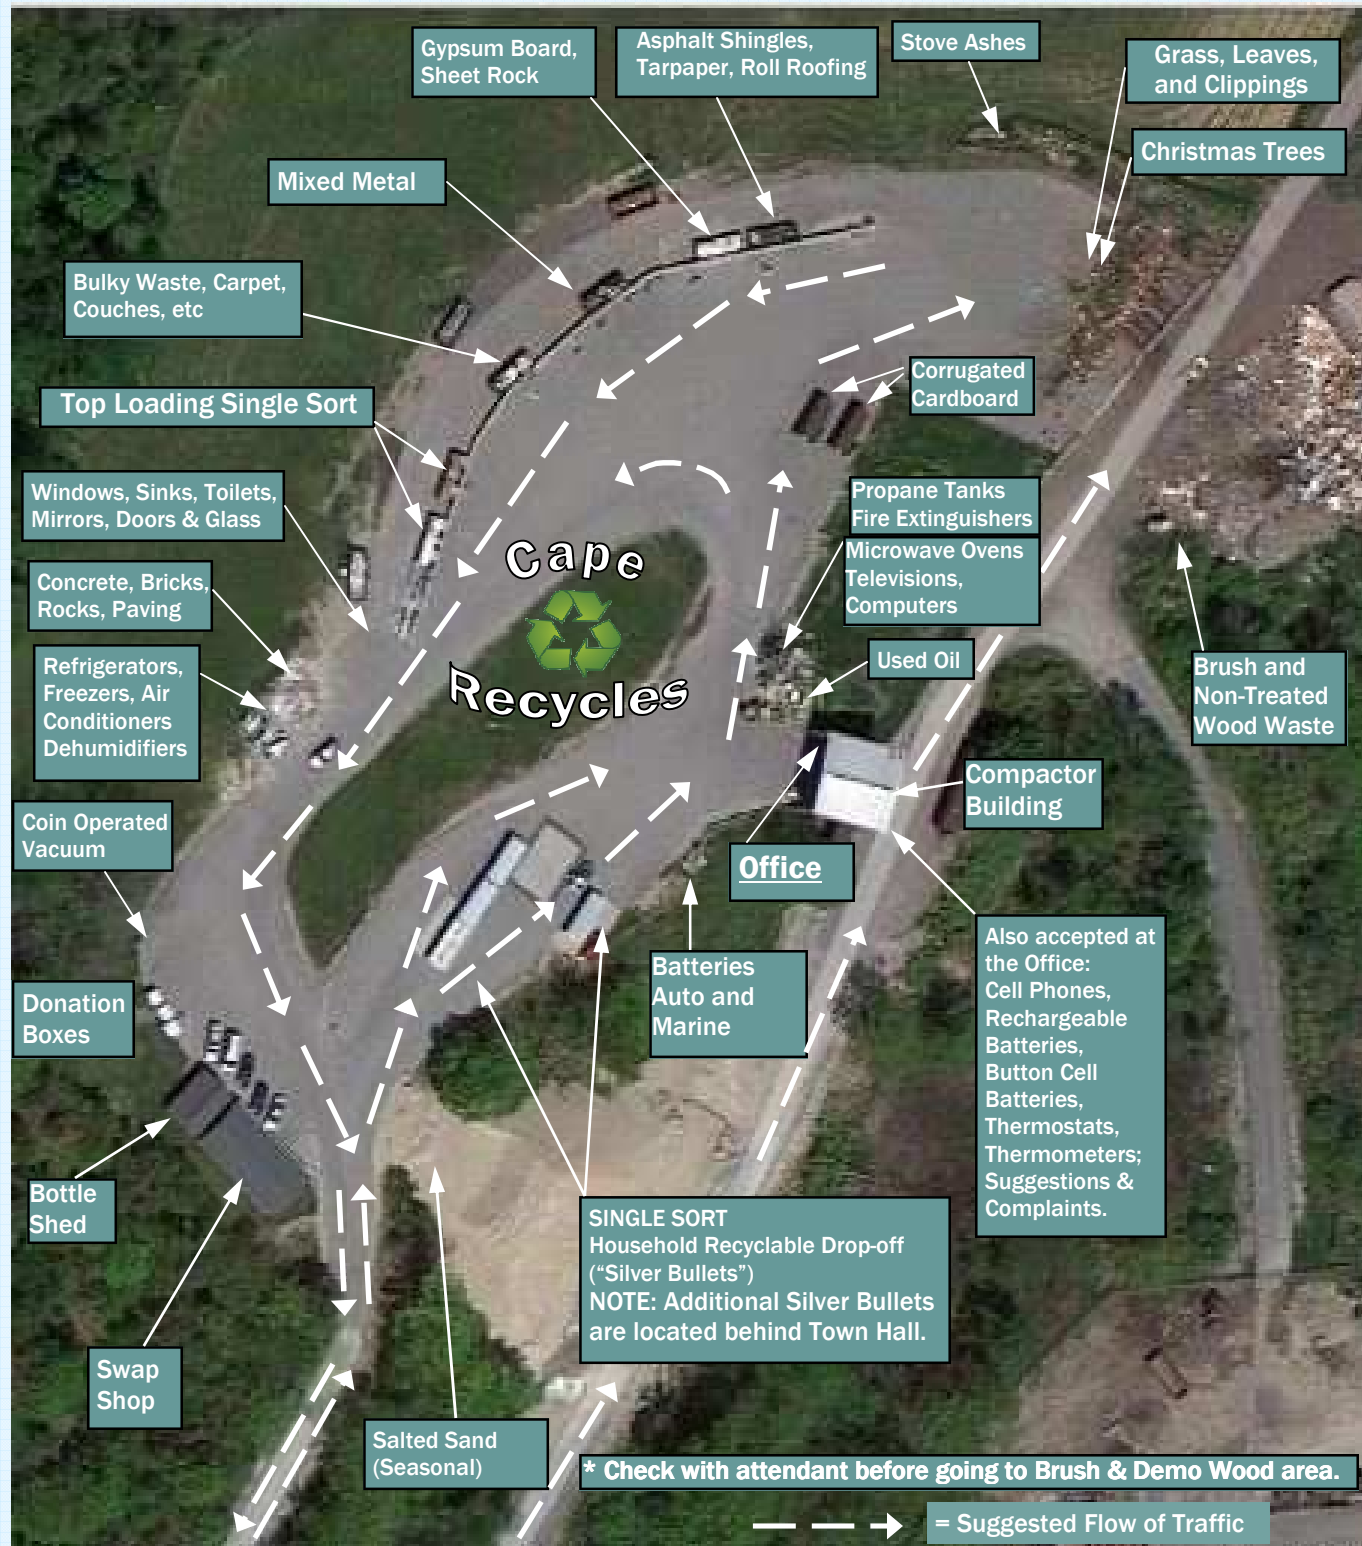 Gypsum Board,
Sheet Rock
Asphalt Shingles,
Tarpaper, Roll Roofing
Stove Ashes
Grass, Leaves,
and Clippings
Christmas Trees
Mixed Metal
Bulky Waste, Carpet,
Couches, etc
Corrugated
Cardboard
Top Loading Single Sort
Windows, Sinks, Toilets,
Mirrors, Doors & Glass
Propane Tanks
Fire Extinguishers
Microwave Ovens
Televisions,
Computers
Cape
Recycles
Concrete, Bricks,
Rocks, Paving
Used Oil
Refrigerators,
Freezers, Air
Conditioners
Dehumidifiers
Brush and
Non-Treated
Wood Waste
Compactor
Building
Coin Operated
Vacuum
Office
Batteries
Auto and
Marine
Also accepted at
the Office:
Cell Phones,
Rechargeable
Batteries,
Button Cell
Batteries,
Thermostats,
Thermometers;
Suggestions &
Complaints.
Donation
Boxes
Bottle
Shed
SINGLE SORT
Household Recyclable Drop-off
(“Silver Bullets”)
NOTE: Additional Silver Bullets
are located behind Town Hall.
Swap
Shop
Salted Sand
(Seasonal)
* Check with attendant before going to Brush & Demo Wood area.
= Suggested Flow of Traffic